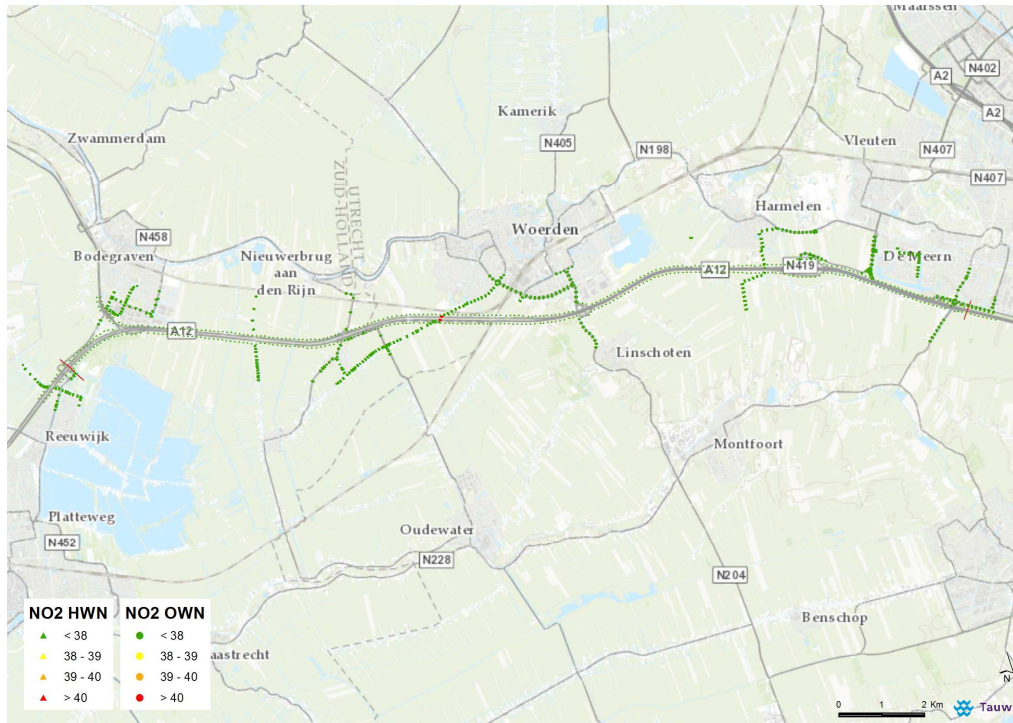 Maarssen
N402
A2
A2
Kamerik
Zwammerdam
N405
N198
Vleuten
N407
N407
UTRECHT
ZUID-HOLLAND
Harmelen
Woerden
N458
Bodegraven
Nieuwerbrug
aan
den Rijn
De Meern
A12
N419
A12
Linschoten
Reeuwijk
Montfoort
Platteweg
Oudewater
N452
N228
N204
Benschop
NO2 HWN
< 38
38 - 39
39 - 40
> 40
NO2 OWN
< 38
38 - 39
39 - 40
> 40
aastrecht
N
0 1 2 Km
Tauw